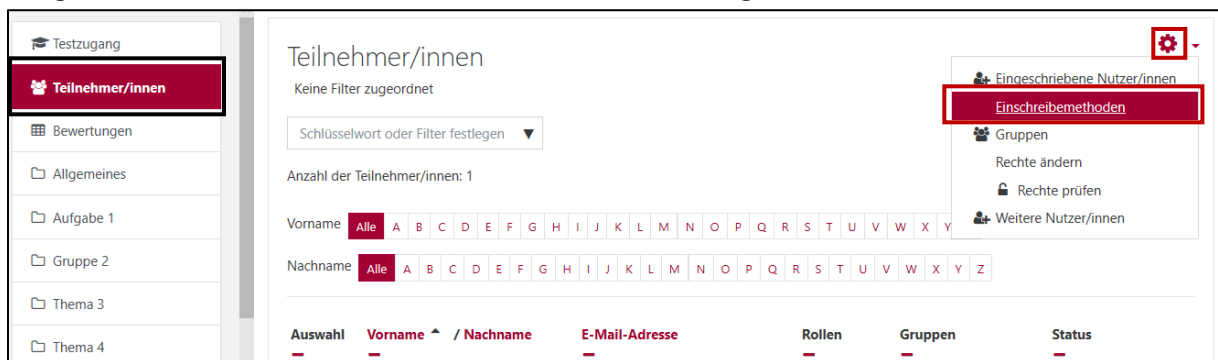 Testzugang
Teilnehmer/innen
Bewertungen
Allgemeines
Aufgabe 1
Gruppe 2
Thema 3
Thema 4
Teilnehmer/innen
Keine Filter zugeordnet
Schlüsselwort oder Filter festlegen ▼
Anzahl der Teilnehmer/innen: 1
Vorname Alle A B C D E F G H I J K L M N O P Q R S T U V W X Y
Nachname Alle A B C D E F G H I J K L M N O P Q R S T U V W X Y Z
Auswahl Vorname / Nachname E-Mail-Adresse Rollen Gruppen Status
Eingeschriebene Nutzer/innen
Einschreibemethoden
Gruppen
Rechte ändern
Rechte prüfen
Weitere Nutzer/innen